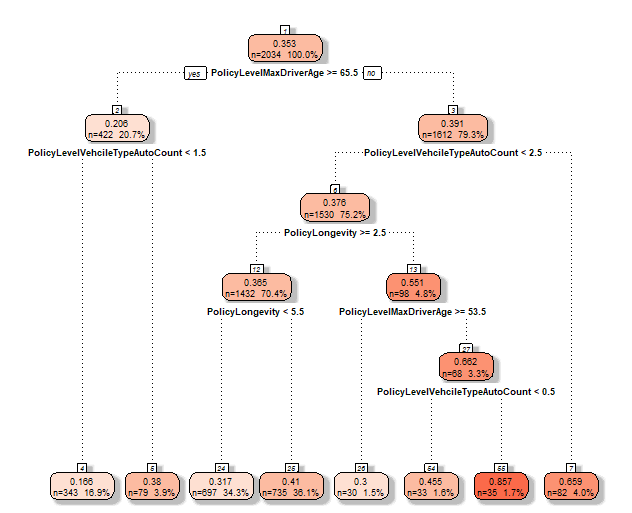 1
0.353
n=2034 100.0%
yes PolicyLevelMaxDriverAge >= 65.5 no
2
0.206
n=422 20.7%
3
0.391
n=1612 79.3%
PolicyLevelVehcileTypeAutoCount < 1.5
PolicyLevelVehcileTypeAutoCount < 2.5
6
0.376
n=1530 75.2%
PolicyLongevity >= 2.5
12
0.365
n=1432 70.4%
13
0.551
n=98 4.8%
PolicyLongevity < 5.5
PolicyLevelMaxDriverAge >= 53.5
27
0.662
n=68 3.3%
PolicyLevelVehcileTypeAutoCount < 0.5
4
0.166
n=343 16.9%
5
0.38
n=79 3.9%
24
0.317
n=697 34.3%
25
0.41
n=735 36.1%
26
0.3
n=30 1.5%
54
0.455
n=33 1.6%
55
0.857
n=35 1.7%
7
0.659
n=82 4.0%